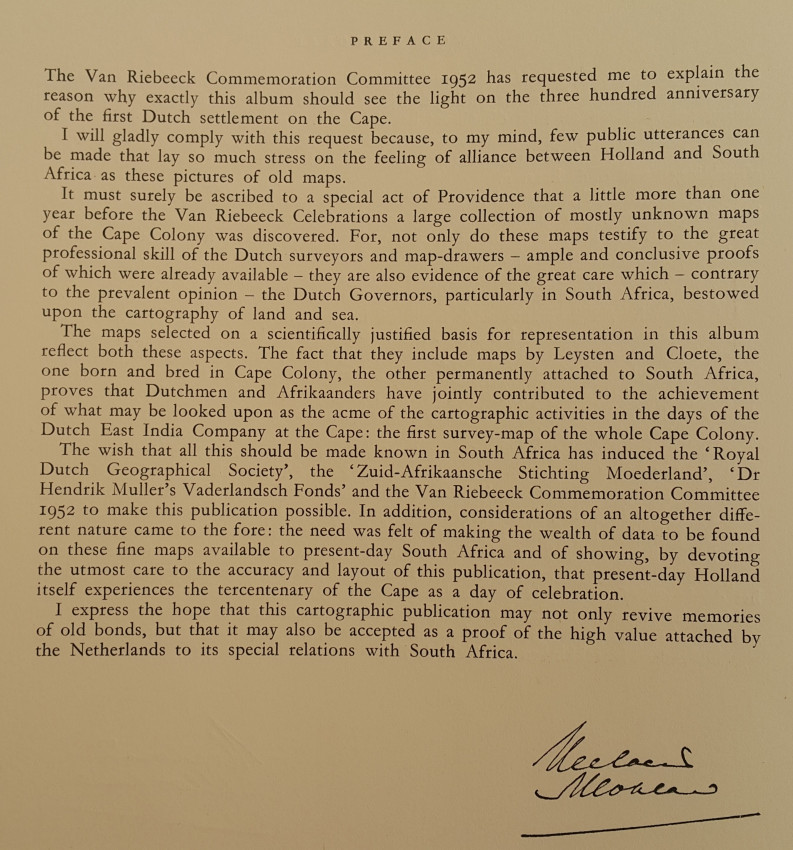 PREFACE
The Van Riebeeck Commemoration Committee 1952 has requested me to explain the
reason why exactly this album should see the light on the three hundred anniversary
of the first Dutch settlement on the Cape.
I will gladly comply with this request because, to my mind, few public utterances can
be made that lay so much stress on the feeling of alliance between Holland and South
Africa as these pictures of old maps.
It must surely be ascribed to a special act of Providence that a little more than one
year before the Van Riebeeck Celebrations a large collection of mostly unknown maps
of the Cape Colony was discovered. For, not only do these maps testify to the great
professional skill of the Dutch surveyors and map-drawers – ample and conclusive proofs
of which were already available – they are also evidence of the great care which – contrary
to the prevalent opinion – the Dutch Governors, particularly in South Africa, bestowed
upon the cartography of land and sea.
The maps selected on a scientifically justified basis for representation in this album
reflect both these aspects. The fact that they include maps by Leysten and Cloete, the
one born and bred in Cape Colony, the other permanently attached to South Africa,
proves that Dutchmen and Afrikaanders have jointly contributed to the achievement
of what may be looked upon as the acme of the cartographic activities in the days of the
Dutch East India Company at the Cape: the first survey-map of the whole Cape Colony.
The wish that all this should be made known in South Africa has induced the ‘Royal
Dutch Geographical Society’, the ‘Zuid-Afrikaansche Stichting Moederland’, ‘Dr
Hendrik Muller’s Vaderlandsch Fonds’ and the Van Riebeeck Commemoration Committee
1952 to make this publication possible. In addition, considerations of an altogether diffe-
rent nature came to the fore: the need was felt of making the wealth of data to be found
on these fine maps available to present-day South Africa and of showing, by devoting
the utmost care to the accuracy and layout of this publication, that present-day Holland
itself experiences the tercentenary of the Cape as a day of celebration.
I express the hope that this cartographic publication may not only revive memories
of old bonds, but that it may also be accepted as a proof of the high value attached by
the Netherlands to its special relations with South Africa.